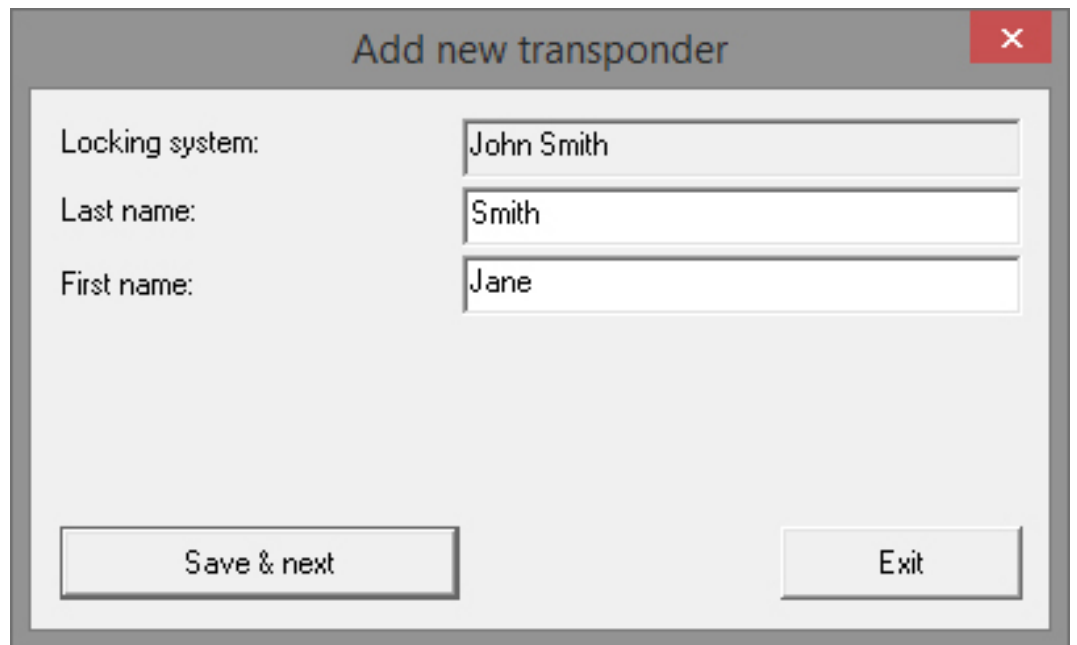 Add new transponder
Locking system: John Smith
Last name: Smith
First name: Jane
Save & next Exit